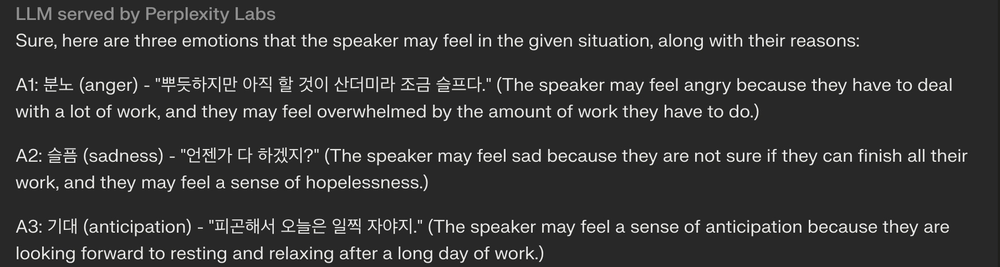 LLM served by Perplexity Labs
Sure, here are three emotions that the speaker may feel in the given situation, along with their reasons:
A1: 분노 (anger) - "뿌듯하지만 아직 할 것이 산더미라 조금 슬프다." (The speaker may feel angry because they have to deal
with a lot of work, and they may feel overwhelmed by the amount of work they have to do.)
A2: 슬픔 (sadness) - "언젠가 다 하겠지?" (The speaker may feel sad because they are not sure if they can finish all their
work, and they may feel a sense of hopelessness.)
A3: 기대 (anticipation) - "피곤해서 오늘은 일찍 자야지." (The speaker may feel a sense of anticipation because they are
looking forward to resting and relaxing after a long day of work.)